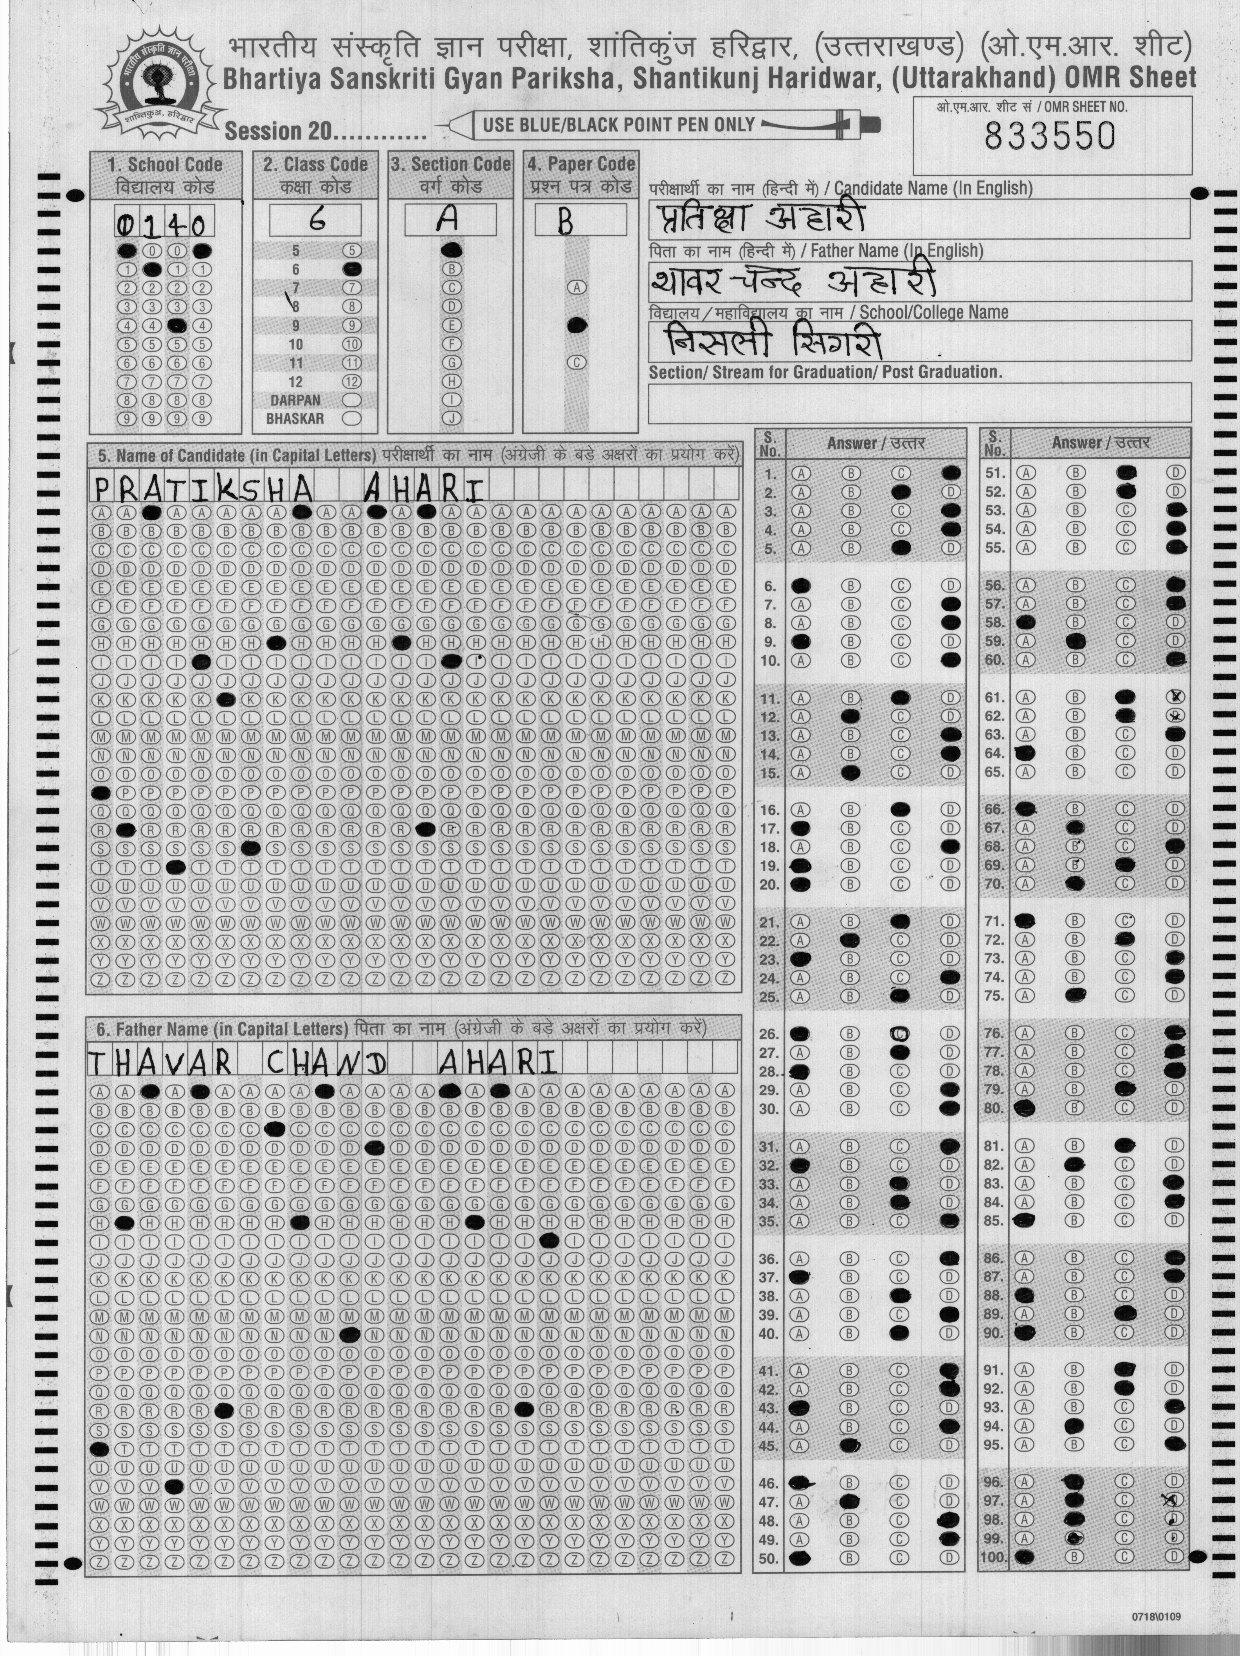 भारतीय संस्कृति ज्ञान परीक्षा, शांतिकुंज हरिद्वार, (उत्तराखण्ड) (ओ.एम.आर. शीट)
Bhartiya Sanskriti Gyan Pariksha, Shantikunj Haridwar, (Uttarakhand) OMR Sheet
Session 20............
USE BLUE/BLACK POINT PEN ONLY
ओ.एम.आर. शीट सं / OMR SHEET NO.
833550
1. School Code
विद्यालय कोड
0140
2. Class Code
कक्षा कोड
6
3. Section Code
वर्ग कोड
A
4. Paper Code
प्रश्न पत्र कोड
B
परीक्षार्थी का नाम (हिन्दी में) / Candidate Name (In English)
प्रतिक्षा अहारी
पिता का नाम (हिन्दी में) / Father Name (In English)
थावर चन्द अहारी
विद्यालय/महाविद्यालय का नाम / School/College Name
निसली सिगरी
Section/ Stream for Graduation/ Post Graduation.
5
6
7
8
9
10
11
12
DARPAN
BHASKAR
5. Name of Candidate (in Capital Letters) परीक्षार्थी का नाम (अंग्रेजी के बड़े अक्षरों का प्रयोग करें)
PRATIKSHA AHARI
6. Father Name (in Capital Letters) पिता का नाम (अंग्रेजी के बड़े अक्षरों का प्रयोग करें)
THAVAR CHAND AHARI
S. No. Answer / उत्तर
S. No. Answer / उत्तर
0718\0109